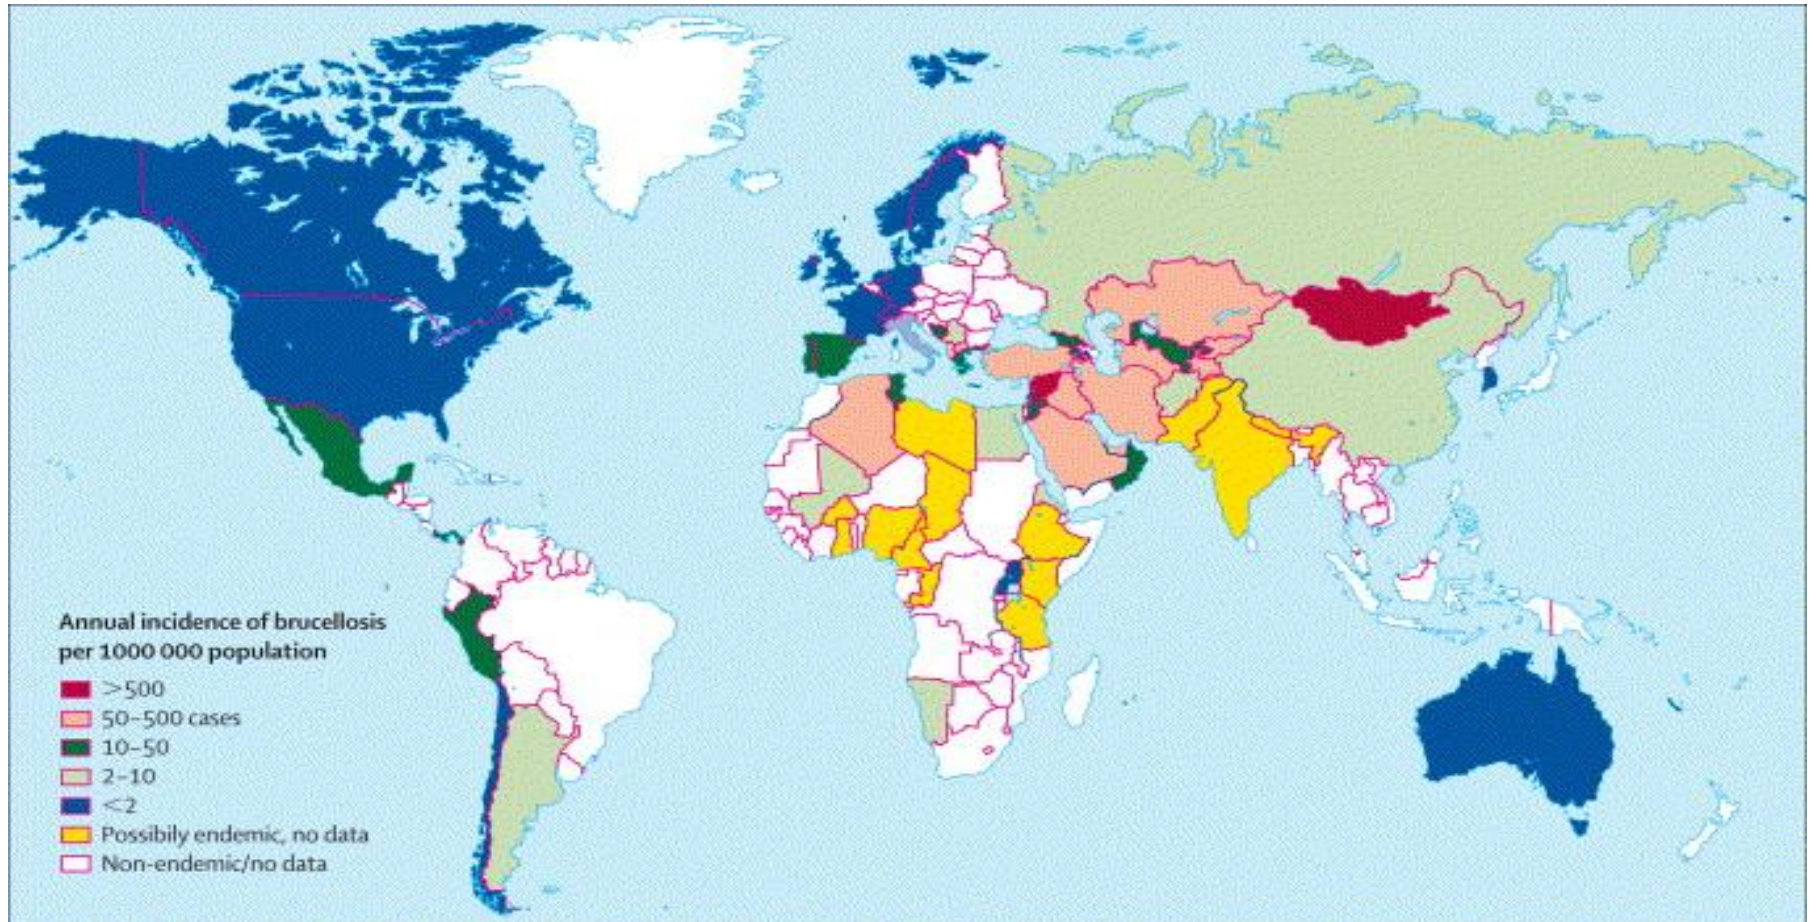 Annual incidence of brucellosis
per 1000 000 population
>500
50–500 cases
10–50
2–10
<2
Possibily endemic, no data
Non-endemic/no data